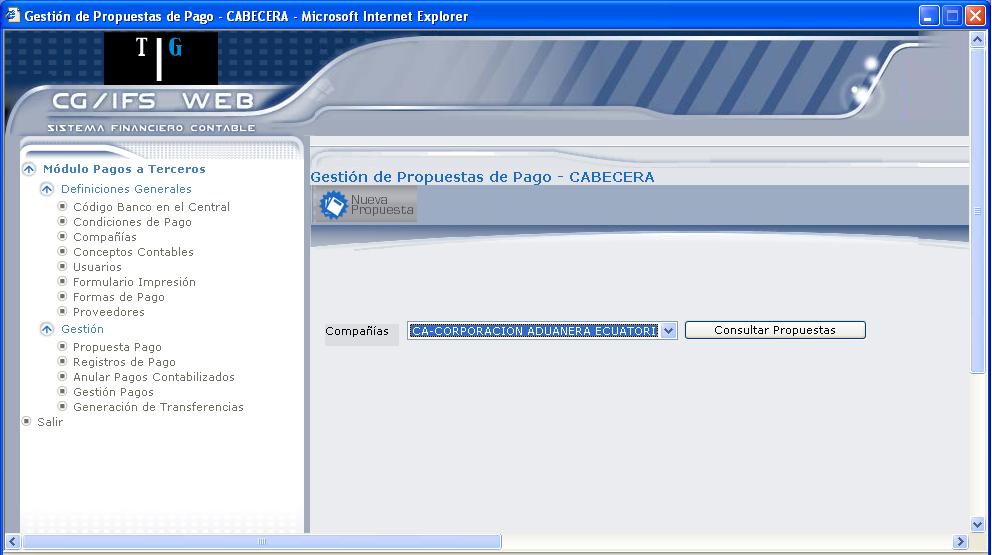 Gestión de Propuestas de Pago - CABECERA - Microsoft Internet Explorer
T G
CG/IFS WEB
SISTEMA FINANCIERO CONTABLE
Módulo Pagos a Terceros
Definiciones Generales
Código Banco en el Central
Condiciones de Pago
Compañías
Conceptos Contables
Usuarios
Formulario Impresión
Formas de Pago
Proveedores
Gestión
Propuesta Pago
Registros de Pago
Anular Pagos Contabilizados
Gestión Pagos
Generación de Transferencias
Salir
Gestión de Propuestas de Pago - CABECERA
Nueva
Propuesta
Compañías
CA-CORPORACION ADUANERA ECUATORI
Consultar Propuestas